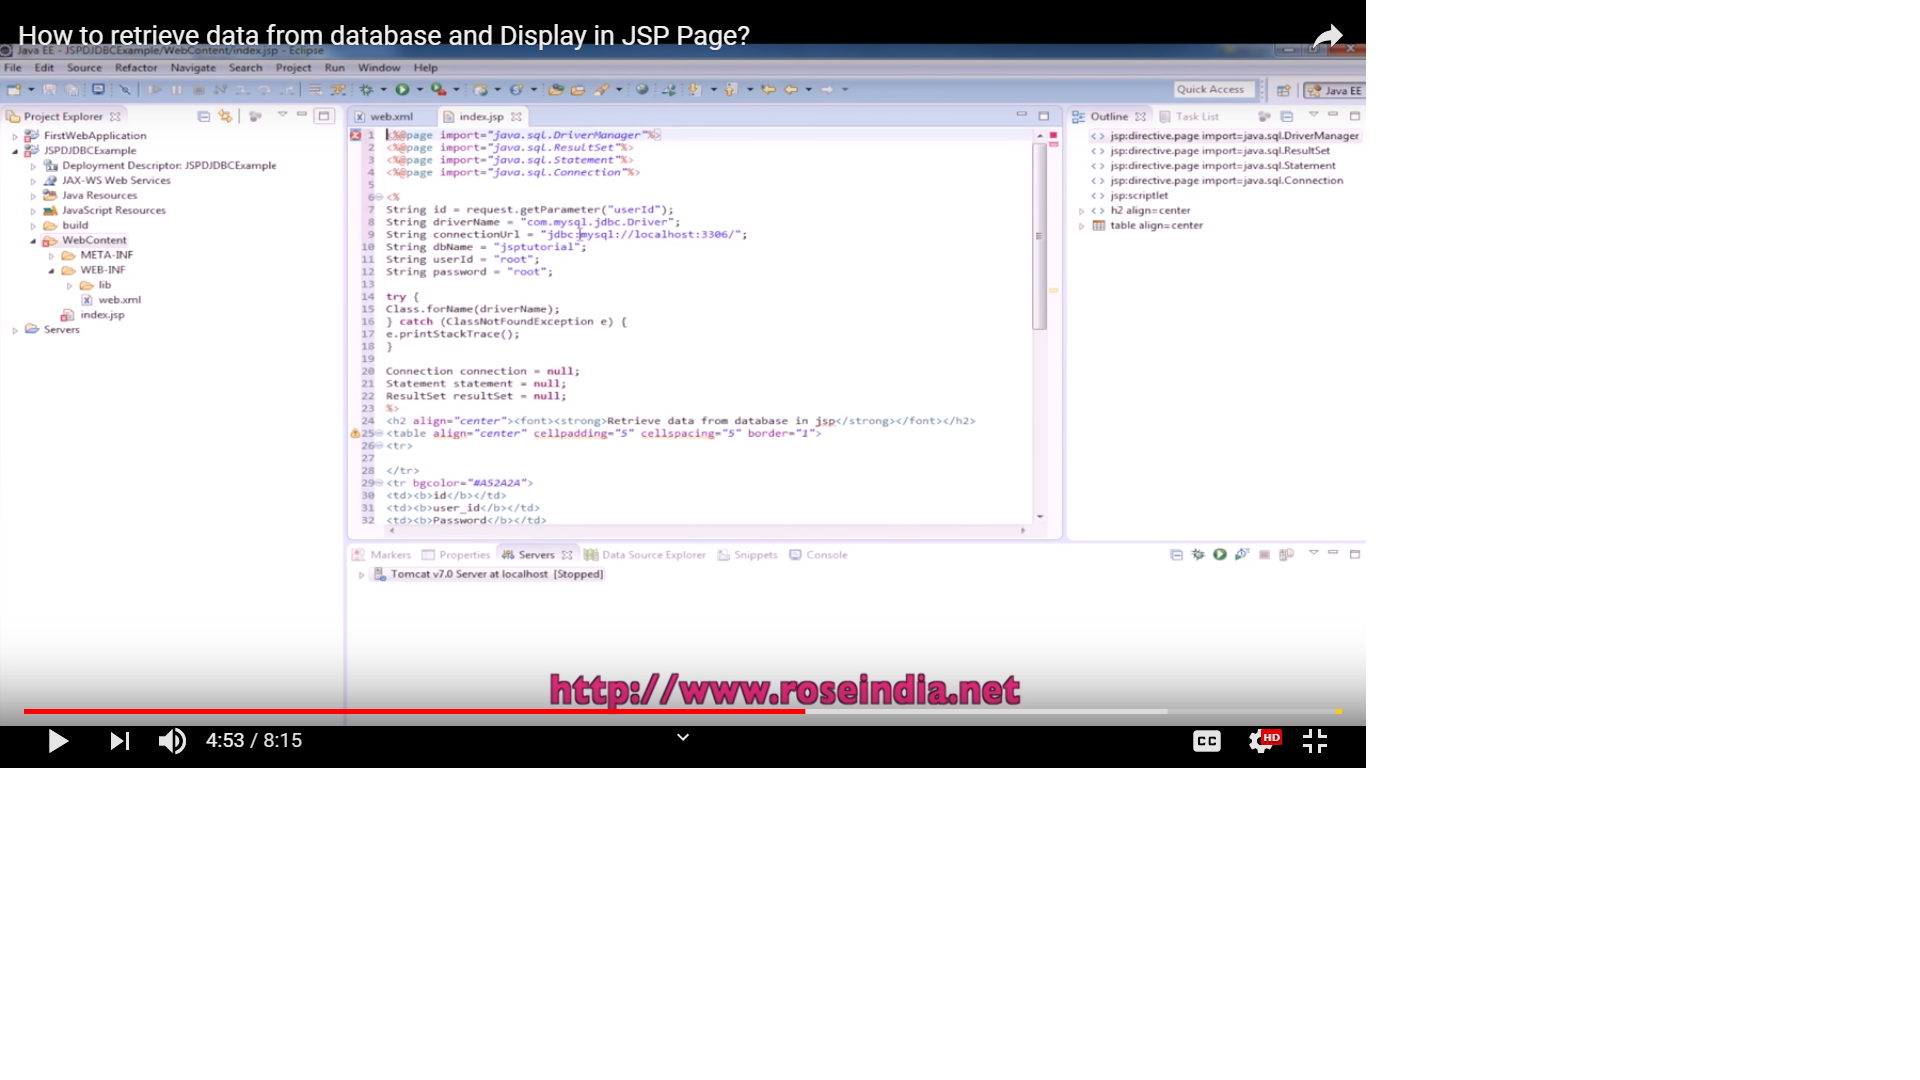 How to retrieve data from database and Display in JSP Page?
Java EE - JSPDJDBCExample/WebContent/index.jsp - Eclipse
File Edit Source Refactor Navigate Search Project Run Window Help
Quick Access
Java EE
Project Explorer
FirstWebApplication
JSPDJDBCExample
Deployment Descriptor: JSPDJDBCExample
JAX-WS Web Services
Java Resources
JavaScript Resources
build
WebContent
META-INF
WEB-INF
lib
web.xml
index.jsp
Servers
web.xml index.jsp
1 <%@page import="java.sql.DriverManager"%>
2 <%@page import="java.sql.ResultSet"%>
3 <%@page import="java.sql.Statement"%>
4 <%@page import="java.sql.Connection"%>
5
6 <%
7 String id = request.getParameter("userId");
8 String driverName = "com.mysql.jdbc.Driver";
9 String connectionUrl = "jdbc:mysql://localhost:3306/";
10 String dbName = "jsptutorial";
11 String userId = "root";
12 String password = "root";
13
14 try {
15 Class.forName(driverName);
16 } catch (ClassNotFoundException e) {
17 e.printStackTrace();
18 }
19
20 Connection connection = null;
21 Statement statement = null;
22 ResultSet resultSet = null;
23 %>
24 <h2 align="center"><font><strong>Retrieve data from database in jsp</strong></font></h2>
25 <table align="center" cellpadding="5" cellspacing="5" border="1">
26 <tr>
27
28 </tr>
29 <tr bgcolor="#A52A2A">
30 <td><b>id</b></td>
31 <td><b>user_id</b></td>
32 <td><b>Password</b></td>
Outline Task List
jsp:directive.page import=java.sql.DriverManager
jsp:directive.page import=java.sql.ResultSet
jsp:directive.page import=java.sql.Statement
jsp:directive.page import=java.sql.Connection
jsp:scriptlet
h2 align=center
table align=center
Markers Properties Servers Data Source Explorer Snippets Console
Tomcat v7.0 Server at localhost [Stopped]
http://www.roseindia.net
4:53 / 8:15
CC
HD